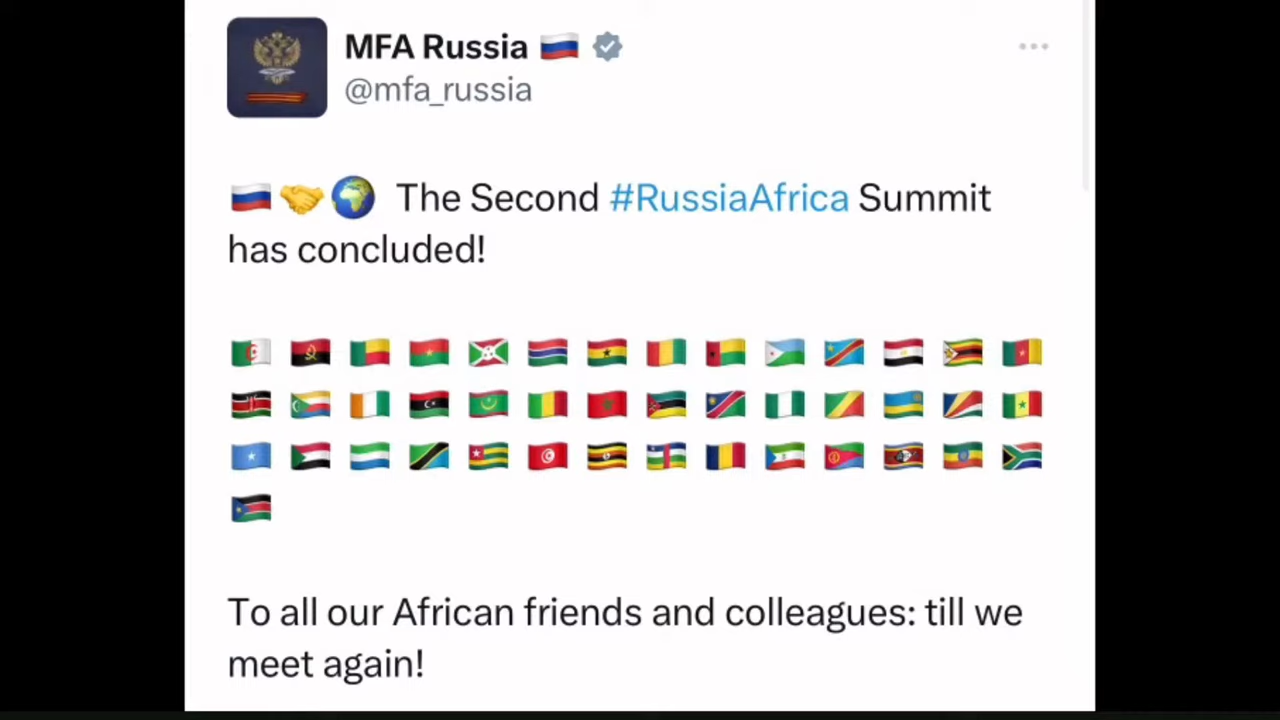 MFA Russia 🇷🇺
@mfa_russia
🇷🇺🤝🌍 The Second #RussiaAfrica Summit
has concluded!
🇩🇿 🇦🇴 🇧🇯 🇧🇫 🇧🇮 🇬🇲 🇬🇭 🇬🇳 🇬🇼 🇩🇯 🇨🇩 🇪🇬 🇿🇼 🇨🇲
🇰🇪 🇰🇲 🇨🇮 🇱🇾 🇲🇷 🇲🇱 🇲🇦 🇲🇿 🇳🇦 🇳🇬 🇨🇬 🇷🇼 🇸🇨 🇸🇳
🇸🇴 🇸🇩 🇸🇱 🇹🇿 🇹🇬 🇹🇳 🇺🇬 🇨🇫 🇹🇩 🇬🇶 🇪🇷 🇸🇿 🇪🇹 🇿🇦
🇸🇸
To all our African friends and colleagues: till we
meet again!